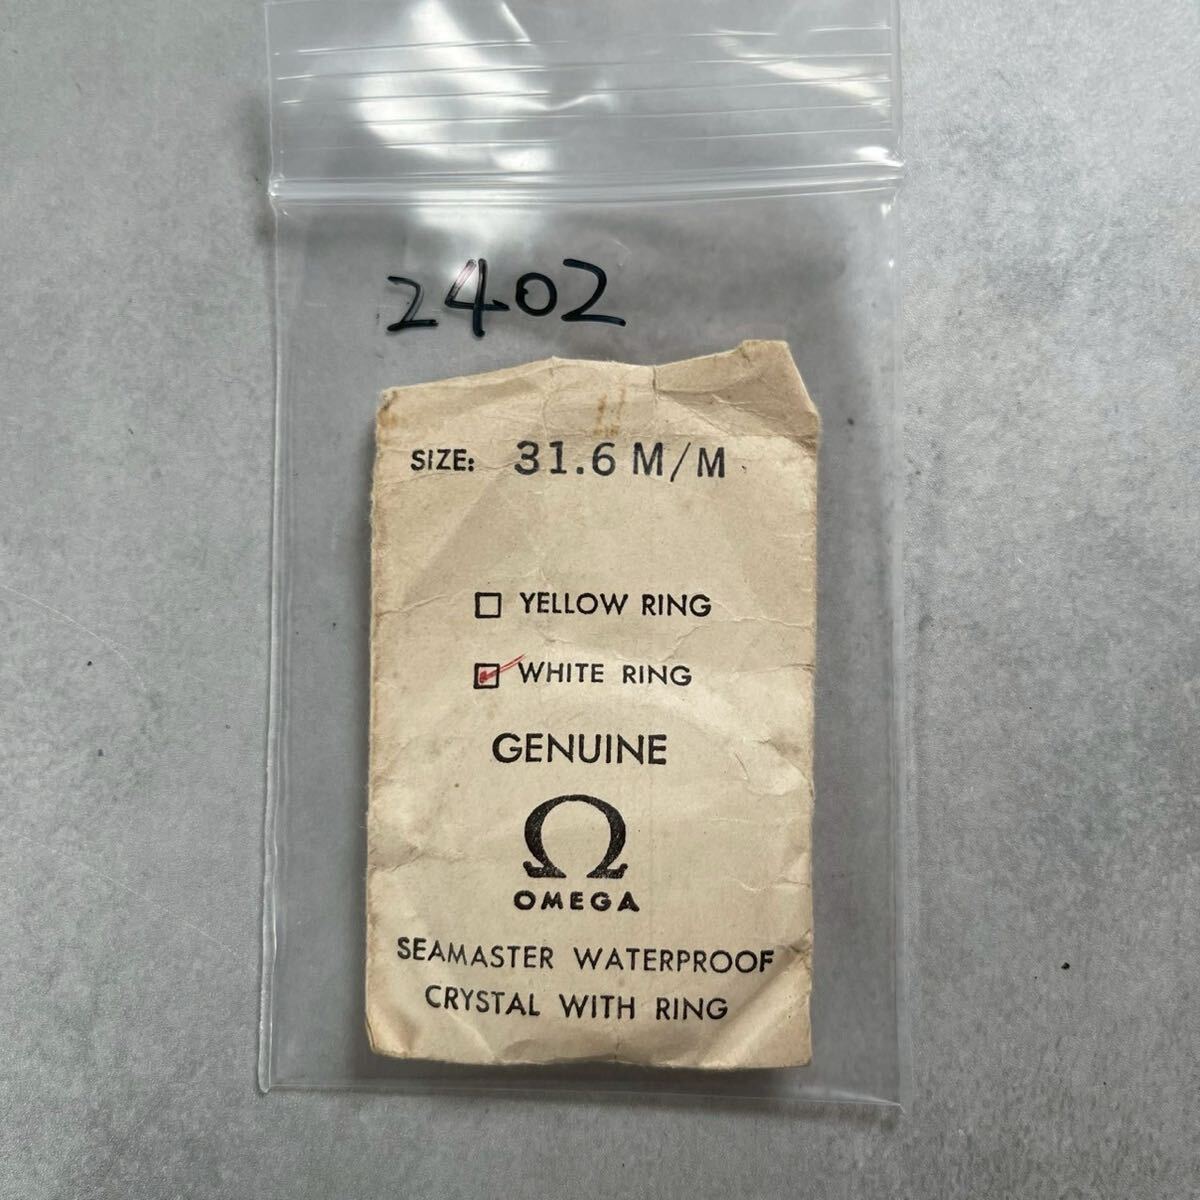 2402
SIZE: 31.6 M/M
YELLOW RING
WHITE RING
GENUINE
Ω
OMEGA
SEAMASTER WATERPROOF
CRYSTAL WITH RING